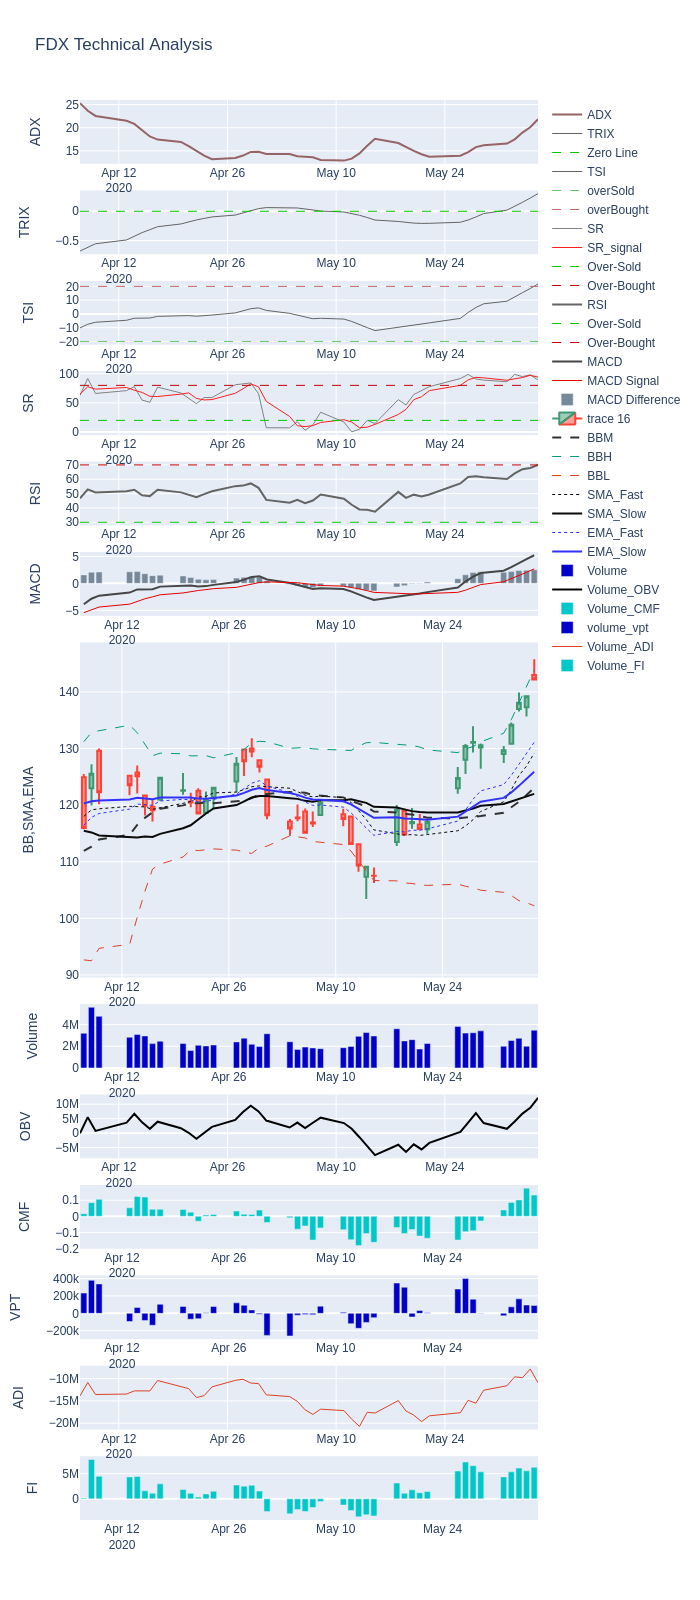 FDX Technical Analysis
ADX
25
20
15
Apr 12
2020
Apr 26
May 10
May 24
TRIX
0
−0.5
Apr 12
2020
Apr 26
May 10
May 24
TSI
20
10
0
−10
−20
Apr 12
2020
Apr 26
May 10
May 24
SR
100
50
0
Apr 12
2020
Apr 26
May 10
May 24
RSI
70
60
50
40
30
Apr 12
2020
Apr 26
May 10
May 24
MACD
5
0
−5
Apr 12
2020
Apr 26
May 10
May 24
BB,SMA,EMA
140
130
120
110
100
90
Apr 12
2020
Apr 26
May 10
May 24
Volume
4M
2M
0
Apr 12
2020
Apr 26
May 10
May 24
OBV
10M
5M
0
−5M
Apr 12
2020
Apr 26
May 10
May 24
CMF
0.1
0
−0.1
−0.2
Apr 12
2020
Apr 26
May 10
May 24
VPT
400k
200k
0
−200k
Apr 12
2020
Apr 26
May 10
May 24
ADI
−10M
−15M
−20M
Apr 12
2020
Apr 26
May 10
May 24
FI
5M
0
Apr 12
2020
Apr 26
May 10
May 24
ADX
TRIX
Zero Line
TSI
overSold
overBought
SR
SR_signal
Over-Sold
Over-Bought
RSI
Over-Sold
Over-Bought
MACD
MACD Signal
MACD Difference
trace 16
BBM
BBH
BBL
SMA_Fast
SMA_Slow
EMA_Fast
EMA_Slow
Volume
Volume_OBV
Volume_CMF
volume_vpt
Volume_ADI
Volume_FI